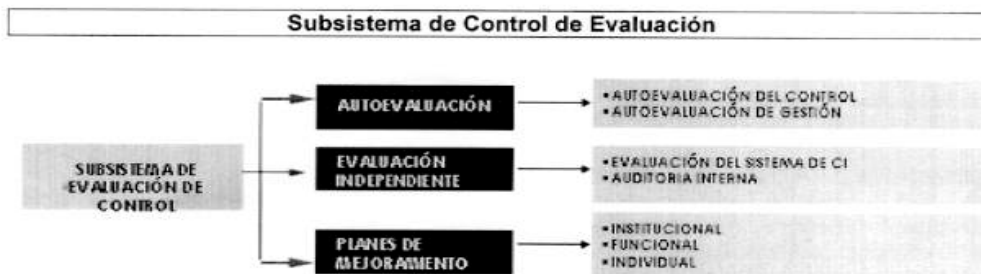 Subsistema de Control de Evaluación
SUBSISTEMA DE
EVALUACIÓN DE
CONTROL
AUTOEVALUACIÓN
▪AUTOEVALUACIÓN DEL CONTROL
▪AUTOEVALUACIÓN DE GESTIÓN
EVALUACIÓN
INDEPENDIENTE
▪EVALUACIÓN DEL SISTEMA DE CI
▪AUDITORIA INTERNA
PLANES DE
MEJORAMIENTO
▪INSTITUCIONAL
▪FUNCIONAL
▪INDIVIDUAL